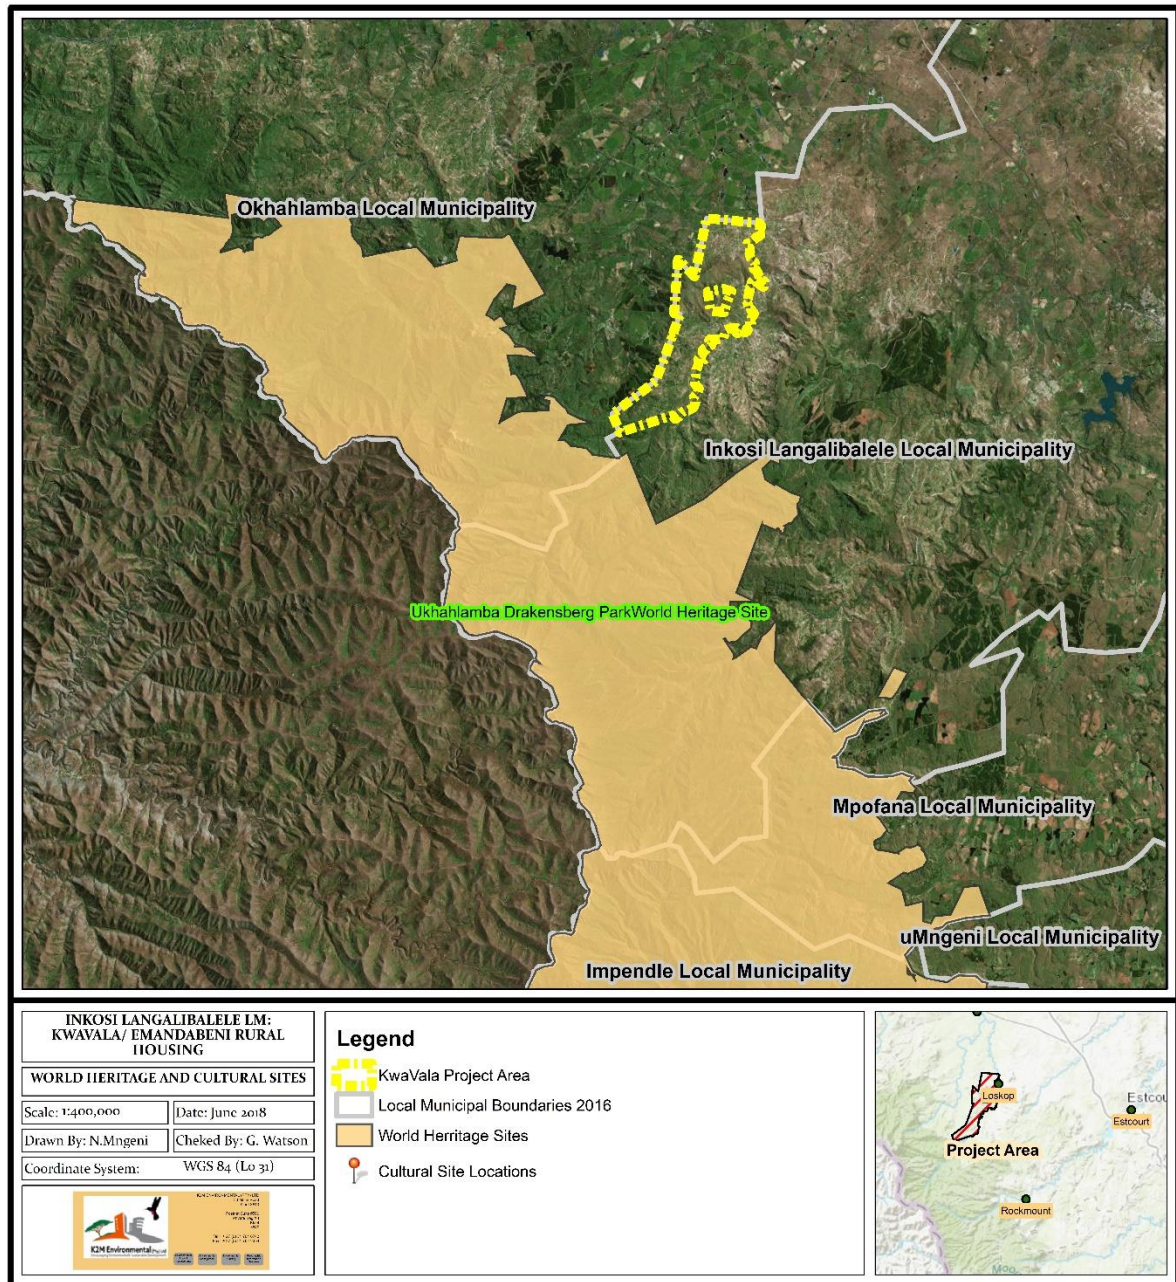 Okhahlamba Local Municipality
Inkosi Langalibalele Local Municipality
Ukhahlamba Drakensberg ParkWorld Heritage Site
Mpofana Local Municipality
uMngeni Local Municipality
Impendle Local Municipality
INKOSI LANGALIBALELE LM:
KWAVALA/ EMANDABENI RURAL
HOUSING
WORLD HERITAGE AND CULTURAL SITES
Scale: 1:400,000
Date: June 2018
Drawn By: N.Mngeni
Cheked By: G. Watson
Coordinate System: WGS 84 (Lo 31)
K2M Environmental
Legend
KwaVala Project Area
Local Municipal Boundaries 2016
World Herritage Sites
Cultural Site Locations
Loskop
Estcou
Estcourt
Project Area
Rockmount
Moo